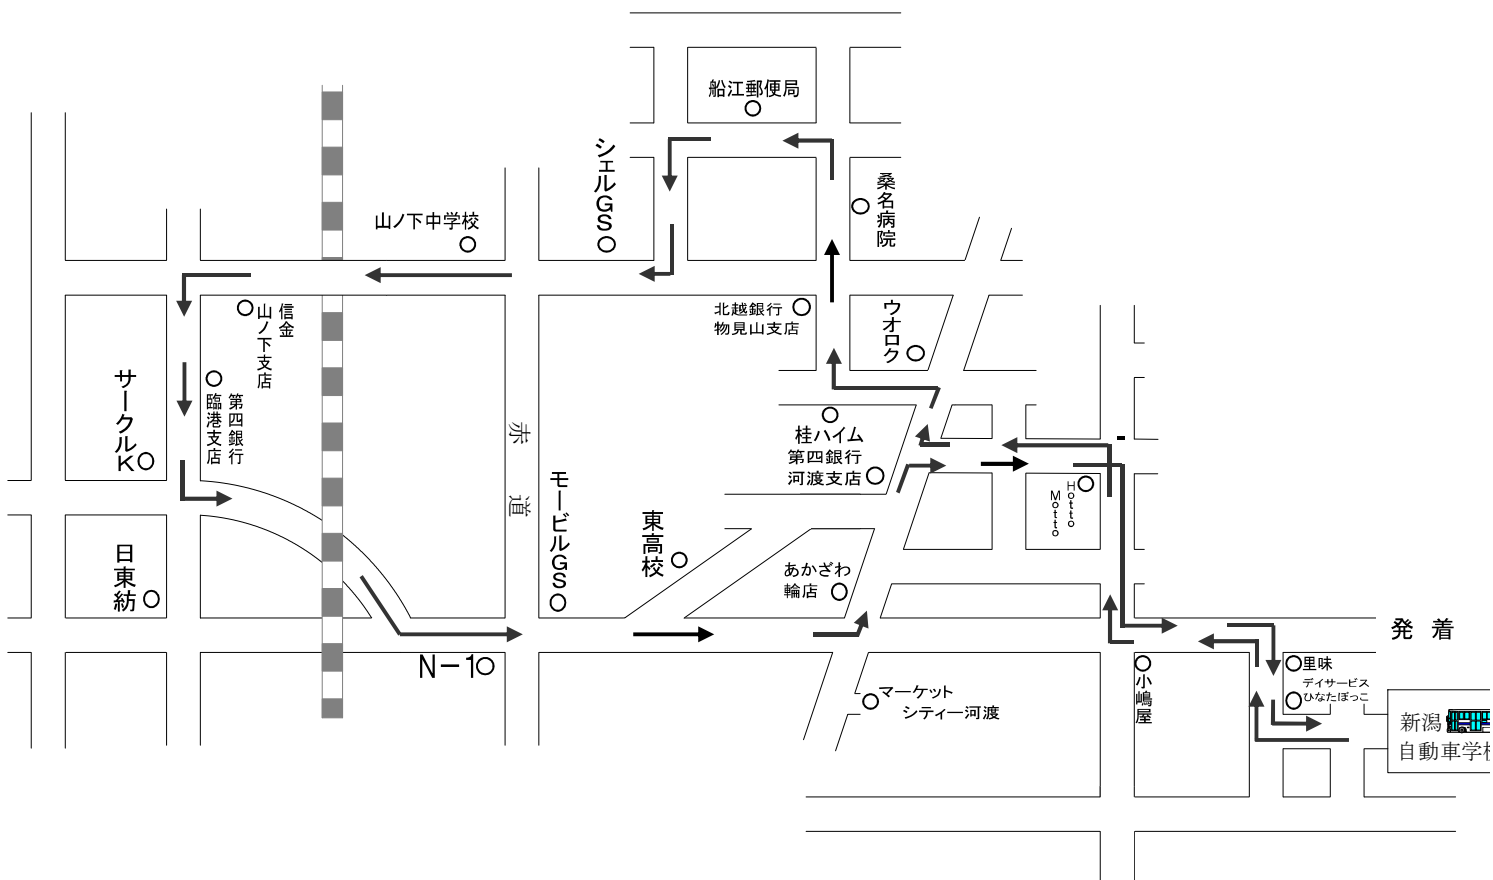 船江郵便局
シェルGS
桑名病院
山ノ下中学校
北越銀行
物見山支店
ウオロク
信金
山ノ下支店
サークルK
第四銀行
臨港支店
赤道
桂ハイム
第四銀行
河渡支店
Hotto
Motto
モービルGS
東高校
あかざわ
輪店
日東紡
N-1
発着
里味
デイサービス
ひなたぼっこ
小嶋屋
マーケット
シティー河渡
新潟
自動車学校